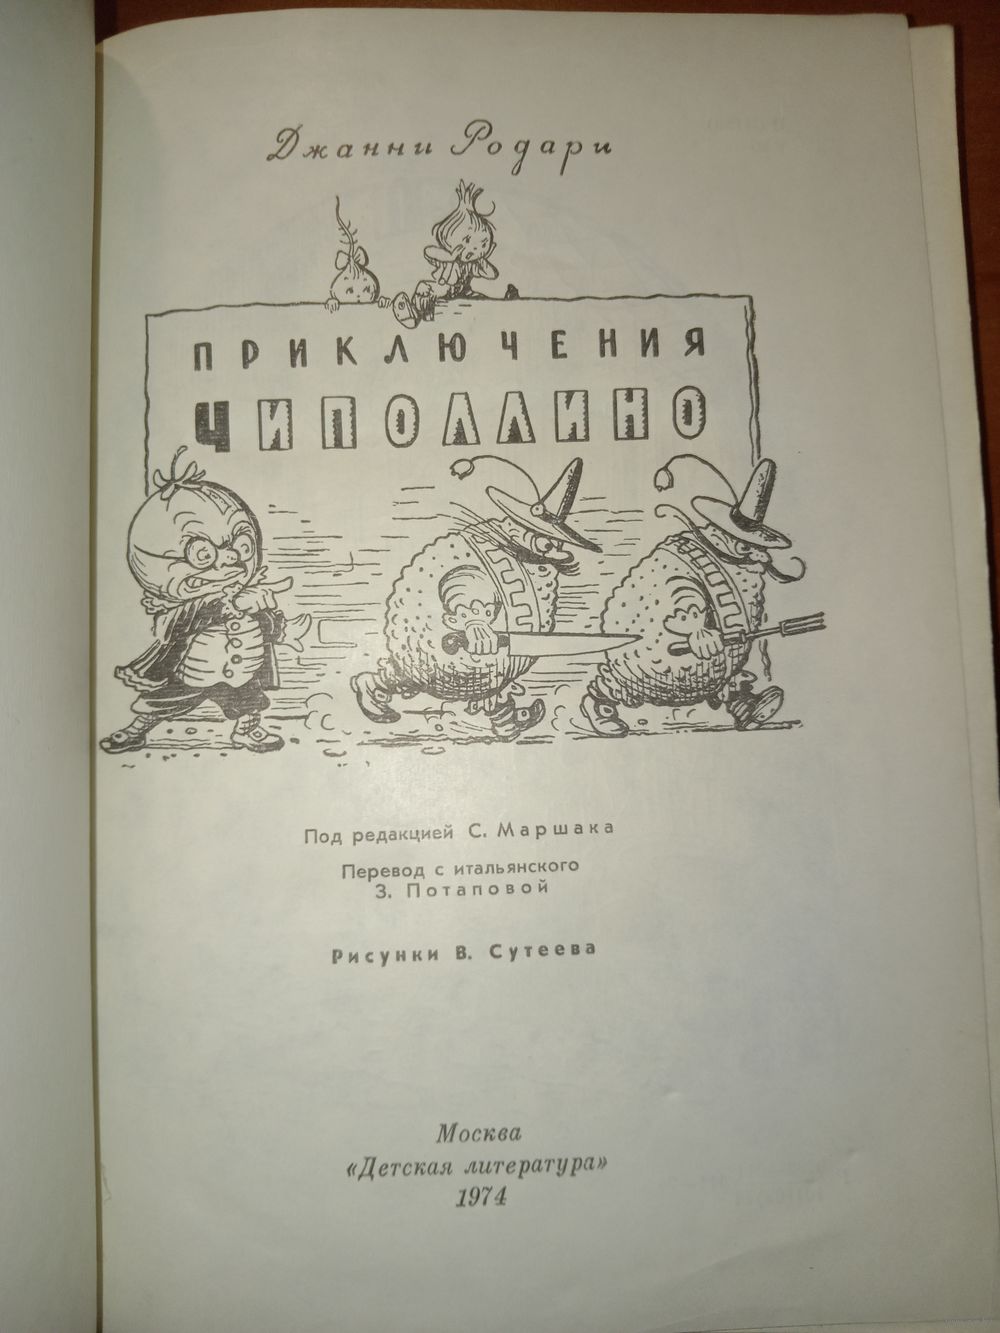 Джанни Родари
ПРИКЛЮЧЕНИЯ
ЧИПОЛЛИНО
Под редакцией С. Маршака
Перевод с итальянского
З. Потаповой
Рисунки В. Сутеева
Москва
«Детская литература»
1974